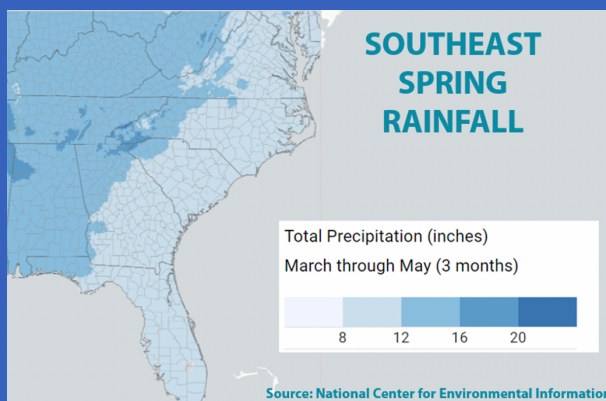 SOUTHEAST
SPRING
RAINFALL
Total Precipitation (inches)
March through May (3 months)
8 12 16 20
Source: National Center for Environmental Information